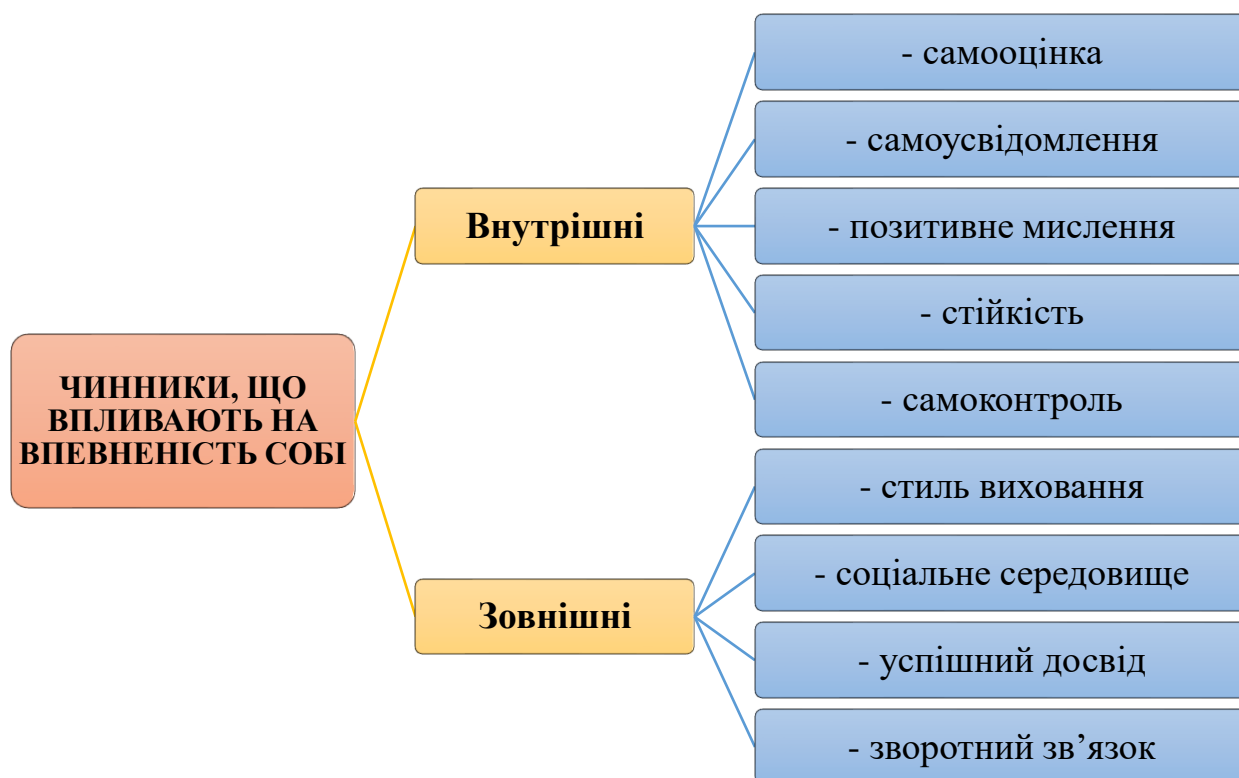 ЧИННИКИ, ЩО
ВПЛИВАЮТЬ НА
ВПЕВНЕНІСТЬ СОБІ
Внутрішні
- самооцінка
- самоусвідомлення
- позитивне мислення
- стійкість
- самоконтроль
Зовнішні
- стиль виховання
- соціальне середовище
- успішний досвід
- зворотний зв’язок